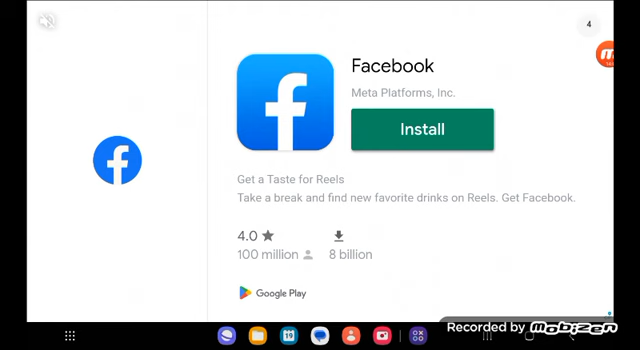 4
Facebook
Meta Platforms, Inc.
Install
Get a Taste for Reels
Take a break and find new favorite drinks on Reels. Get Facebook.
4.0 ★
100 million
8 billion
Google Play
19
Recorded by Mobizen